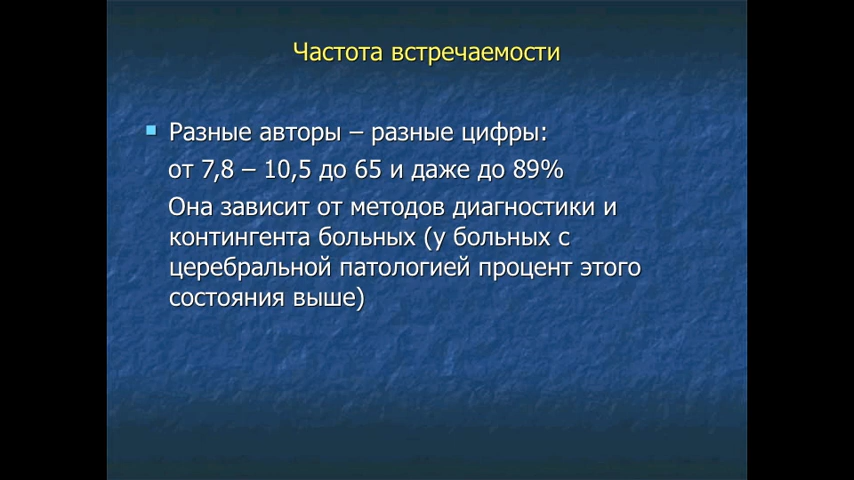 Частота встречаемости
Разные авторы – разные цифры:
от 7,8 – 10,5 до 65 и даже до 89%
Она зависит от методов диагностики и
контингента больных (у больных с
церебральной патологией процент этого
состояния выше)